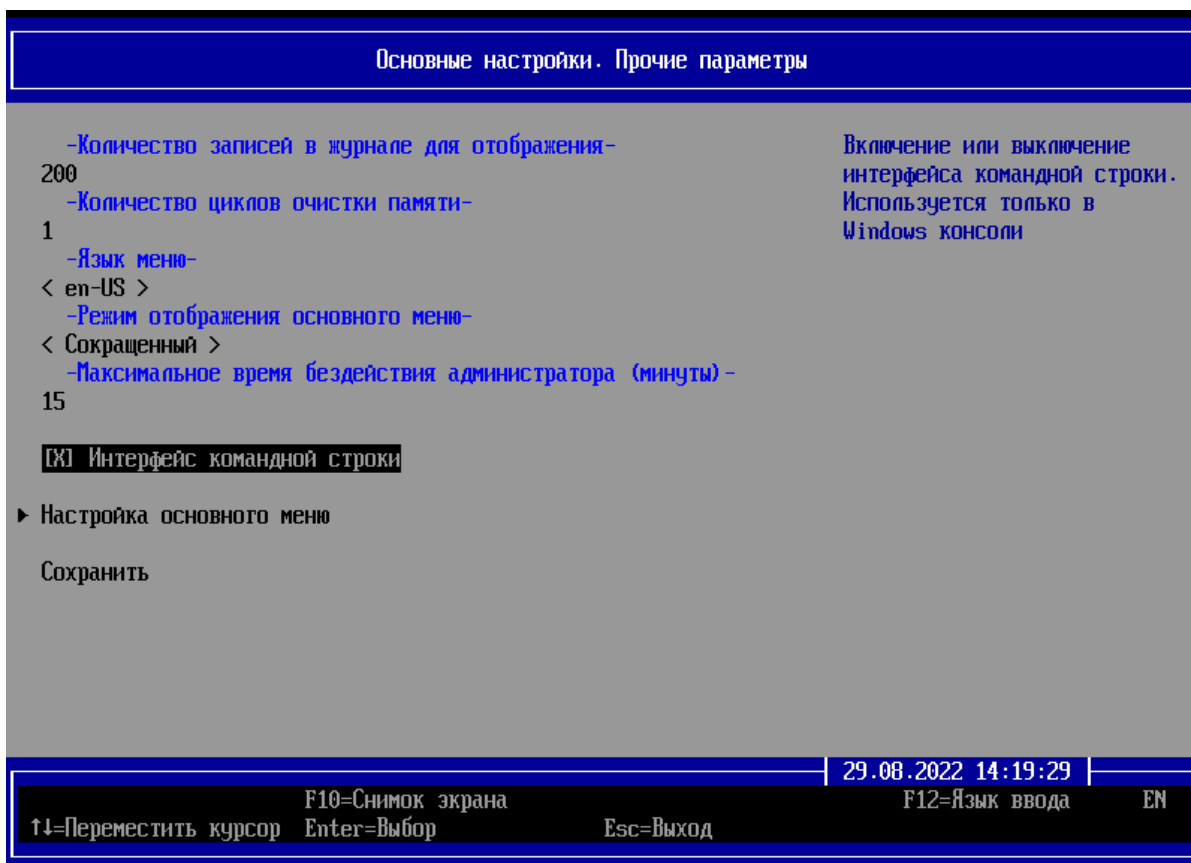 Основные настройки. Прочие параметры
-Количество записей в журнале для отображения-
200
-Количество циклов очистки памяти-
1
-Язык меню-
< en-US >
-Режим отображения основного меню-
< Сокращенный >
-Максимальное время бездействия администратора (минуты)-
15
[X] Интерфейс командной строки
Настройка основного меню
Сохранить
Включение или выключение
интерфейса командной строки.
Используется только в
Windows консоли
29.08.2022 14:19:29
F10=Снимок экрана F12=Язык ввода EN
↑↓=Переместить курсор Enter=Выбор Esc=Выход